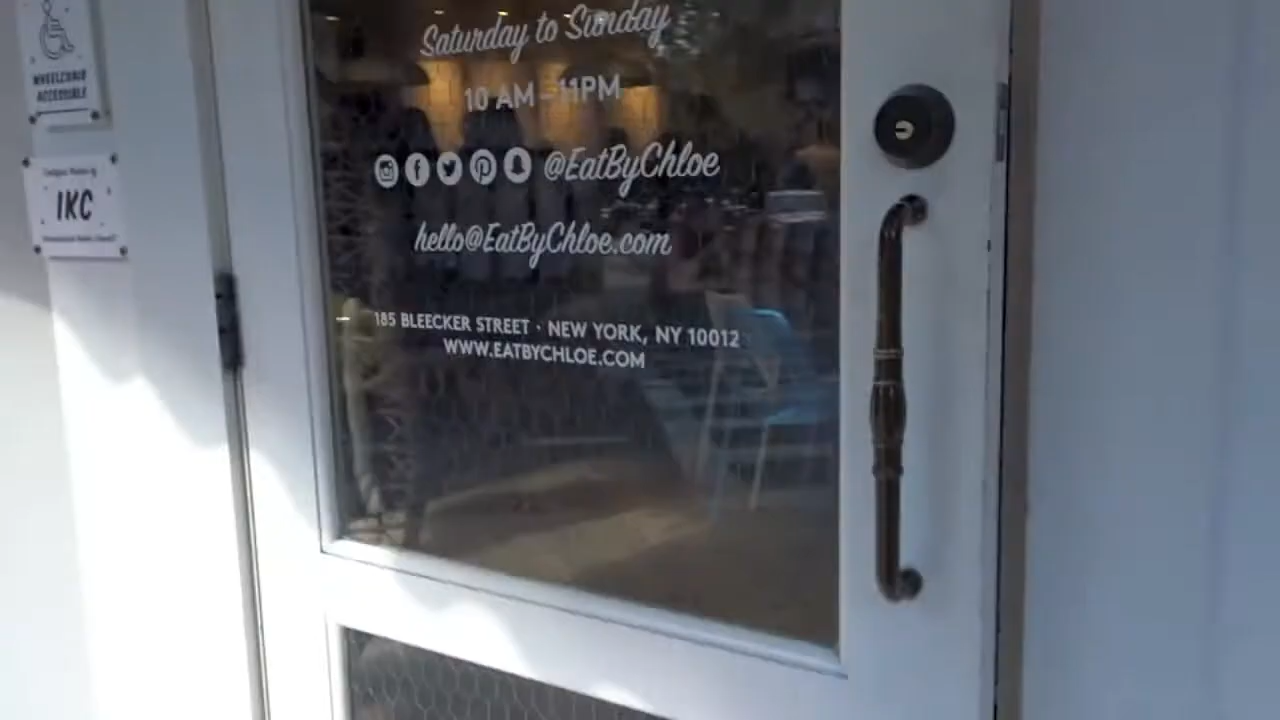 WHEELCHAIR
ACCESSIBLE
IKC
Saturday to Sunday
10 AM - 11PM
@EatByChloe
hello@EatByChloe.com
185 BLEECKER STREET · NEW YORK, NY 10012
WWW.EATBYCHLOE.COM